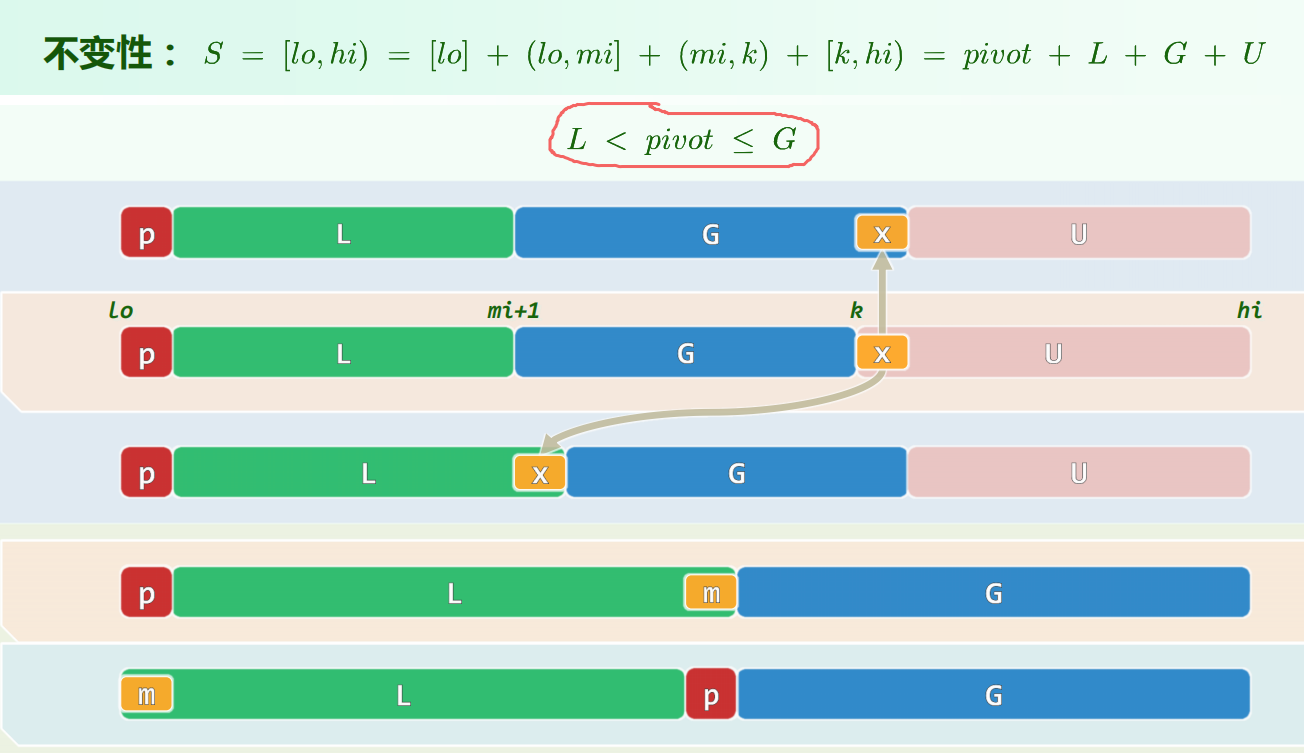 不变性： S = [lo, hi) = [lo] + (lo, mi] + (mi, k) + [k, hi) = pivot + L + G + U
L < pivot ≤ G
p L G x U
lo mi+1 k hi
p L G x U
p L x G U
p L m G
m L p G